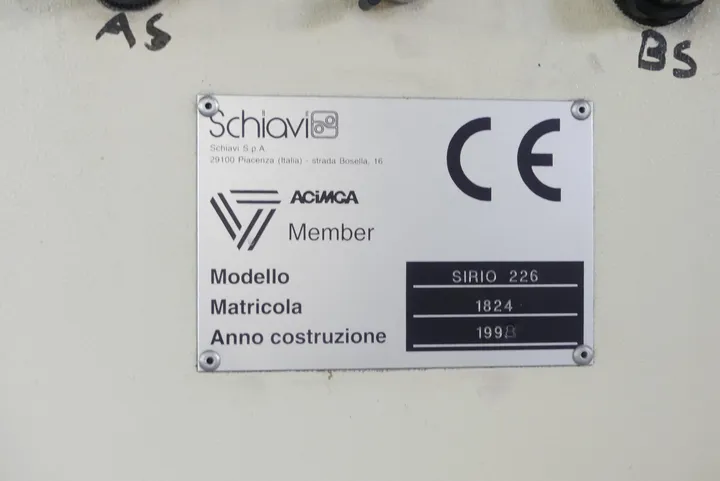 AS
BS
Schiavi
Schiavi S.p.A.
29100 Piacenza (Italia) - strada Bosella, 16
CE
ACIMGA
Member
Modello SIRIO 226
Matricola 1824
Anno costruzione